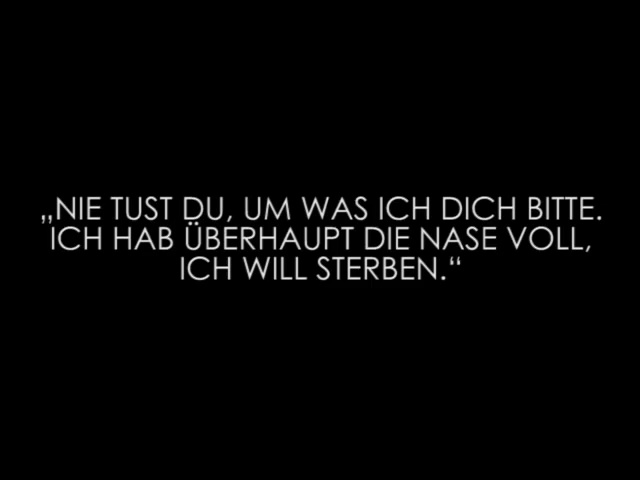 „NIE TUST DU, UM WAS ICH DICH BITTE.
ICH HAB ÜBERHAUPT DIE NASE VOLL,
ICH WILL STERBEN.“